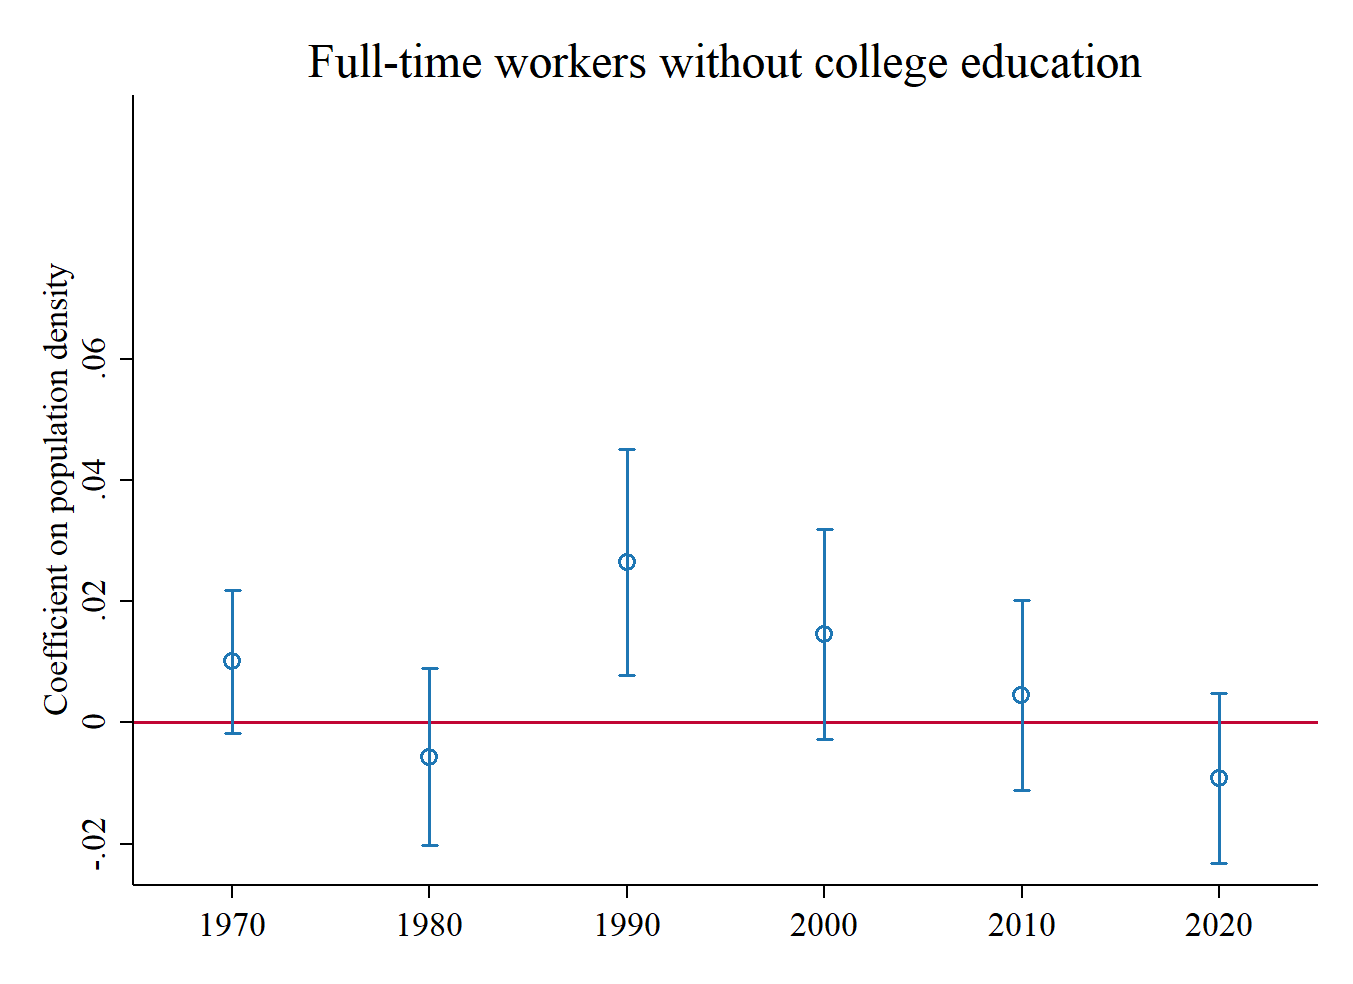 Full-time workers without college education
Coefficient on population density
.06
.04
.02
0
-.02
1970 1980 1990 2000 2010 2020